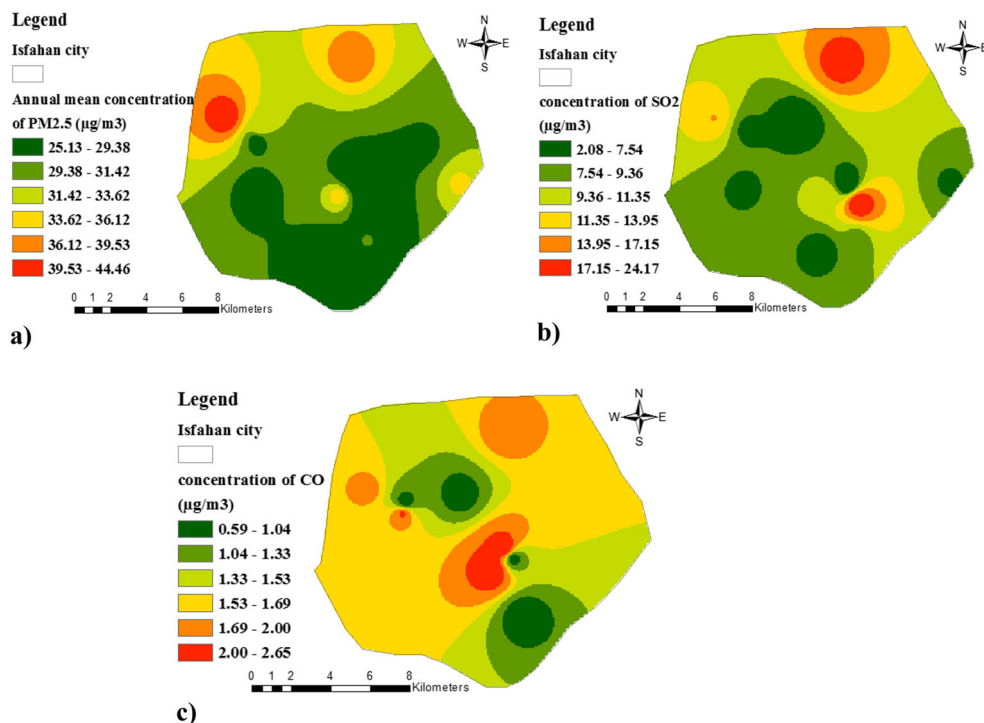 Legend
Isfahan city
Annual mean concentration
of PM2.5 (µg/m3)
25.13 - 29.38
29.38 - 31.42
31.42 - 33.62
33.62 - 36.12
36.12 - 39.53
39.53 - 44.46
0 1 2 4 6 8
Kilometers
N
W E
S
a)
Legend
Isfahan city
concentration of SO2
(µg/m3)
2.08 - 7.54
7.54 - 9.36
9.36 - 11.35
11.35 - 13.95
13.95 - 17.15
17.15 - 24.17
0 1 2 4 6 8
Kilometers
N
W E
S
b)
Legend
Isfahan city
concentration of CO
(µg/m3)
0.59 - 1.04
1.04 - 1.33
1.33 - 1.53
1.53 - 1.69
1.69 - 2.00
2.00 - 2.65
0 1 2 4 6 8
Kilometers
N
W E
S
c)